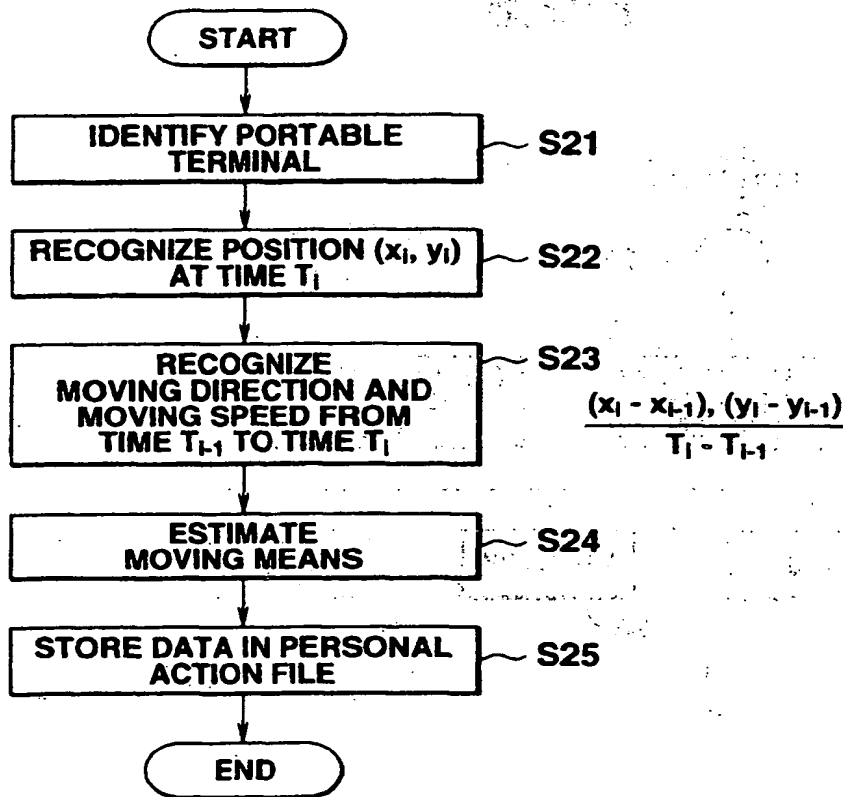 START
IDENTIFY PORTABLE
TERMINAL
S21
RECOGNIZE POSITION (xᵢ, yᵢ)
AT TIME Tᵢ
S22
RECOGNIZE
MOVING DIRECTION AND
MOVING SPEED FROM
TIME Tᵢ₋₁ TO TIME Tᵢ
S23
(xᵢ - xᵢ₋₁), (yᵢ - yᵢ₋₁)
Tᵢ - Tᵢ₋₁
ESTIMATE
MOVING MEANS
S24
STORE DATA IN PERSONAL
ACTION FILE
S25
END